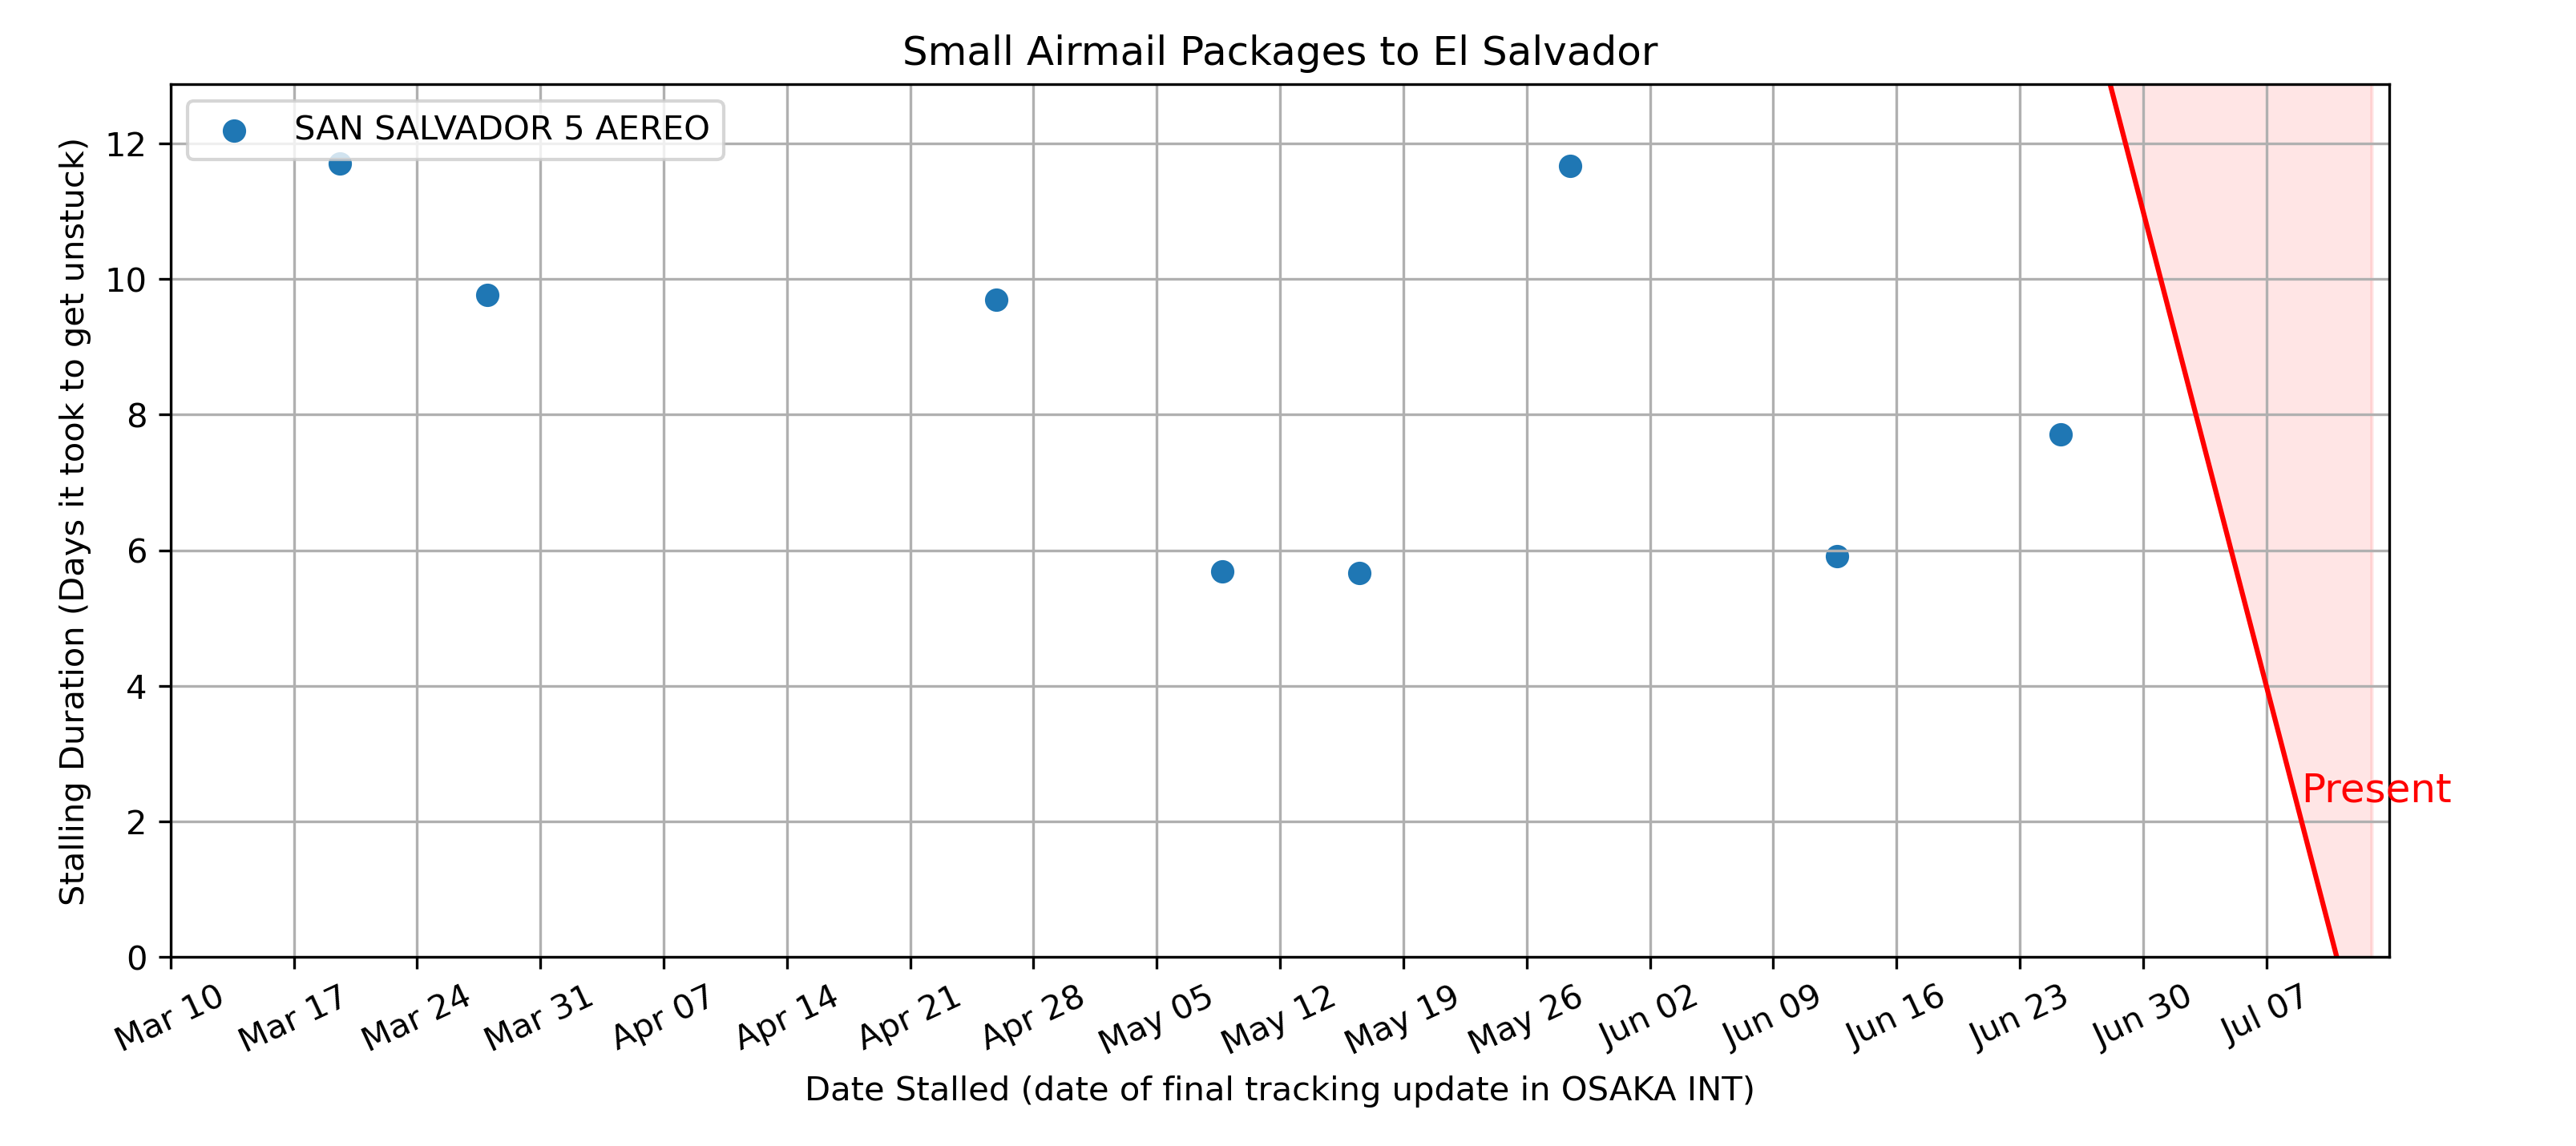 Small Airmail Packages to El Salvador
SAN SALVADOR 5 AEREO
Stalling Duration (Days it took to get unstuck)
12
10
8
6
4
2
0
Present
Mar 10 Mar 17 Mar 24 Mar 31 Apr 07 Apr 14 Apr 21 Apr 28 May 05 May 12 May 19 May 26 Jun 02 Jun 09 Jun 16 Jun 23 Jun 30 Jul 07
Date Stalled (date of final tracking update in OSAKA INT)